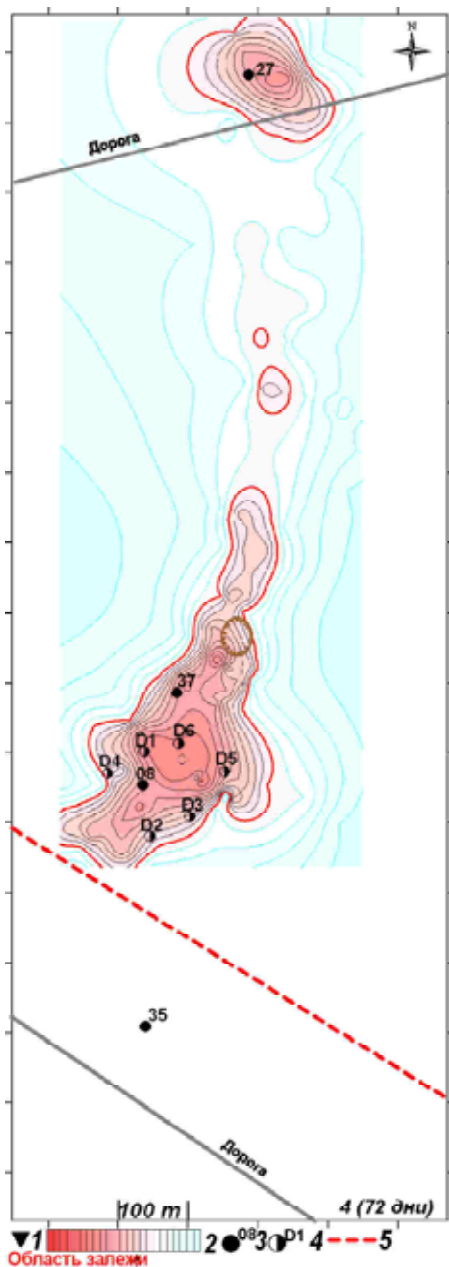 N
27
Дорога
37
D6
D1
D4
D5
08
D3
D2
35
Дорога
100 m
4 (72 дни)
1 2 08 3 D1 4 5
Область залежи